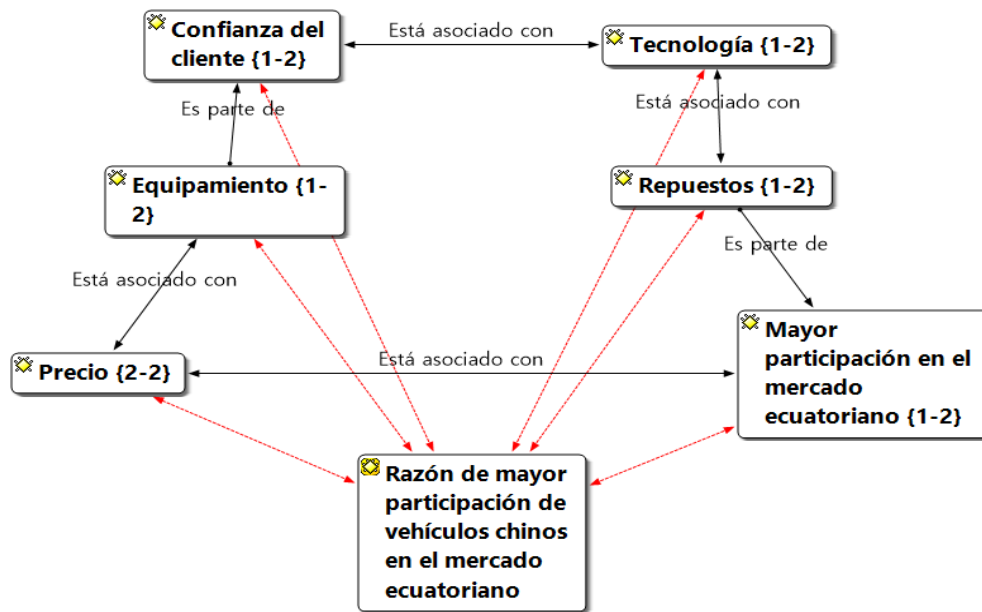 Confianza del
cliente {1-2}
Está asociado con
Tecnología {1-2}
Es parte de
Está asociado con
Equipamiento {1-
2}
Repuestos {1-2}
Es parte de
Está asociado con
Mayor
participación en el
mercado
ecuatoriano {1-2}
Precio {2-2}
Está asociado con
Razón de mayor
participación de
vehículos chinos
en el mercado
ecuatoriano